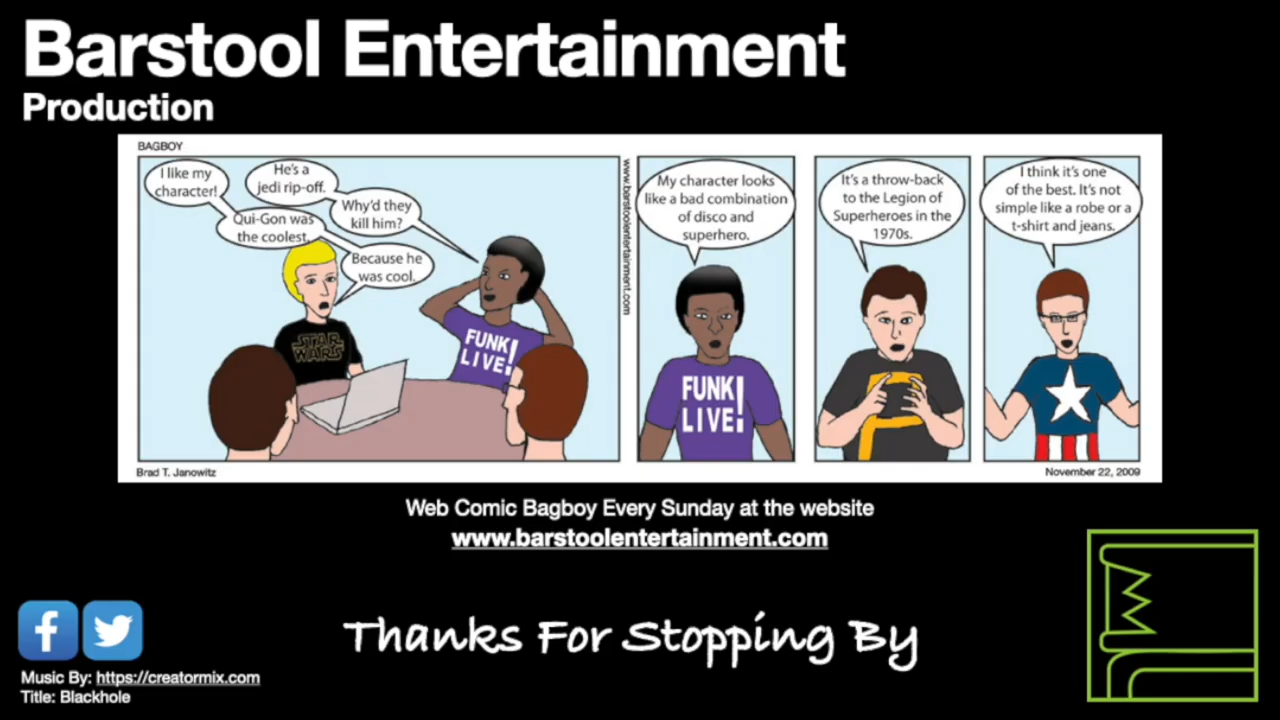 Barstool Entertainment
Production
BAGBOY
I like my
character!
He's a
jedi rip-off.
Qui-Gon was
the coolest.
Why'd they
kill him?
Because he
was cool.
STAR
WARS
FUNK
LIVE!
www.barstoolentertainment.com
My character looks
like a bad combination
of disco and
superhero.
FUNK
LIVE!
It's a throw-back
to the Legion of
Superheroes in the
1970s.
I think it's one
of the best. It's not
simple like a robe or a
t-shirt and jeans.
Brad T. Janowitz
November 22, 2009
Web Comic Bagboy Every Sunday at the website
www.barstoolentertainment.com
Thanks For Stopping By
Music By: https://creatormix.com
Title: Blackhole